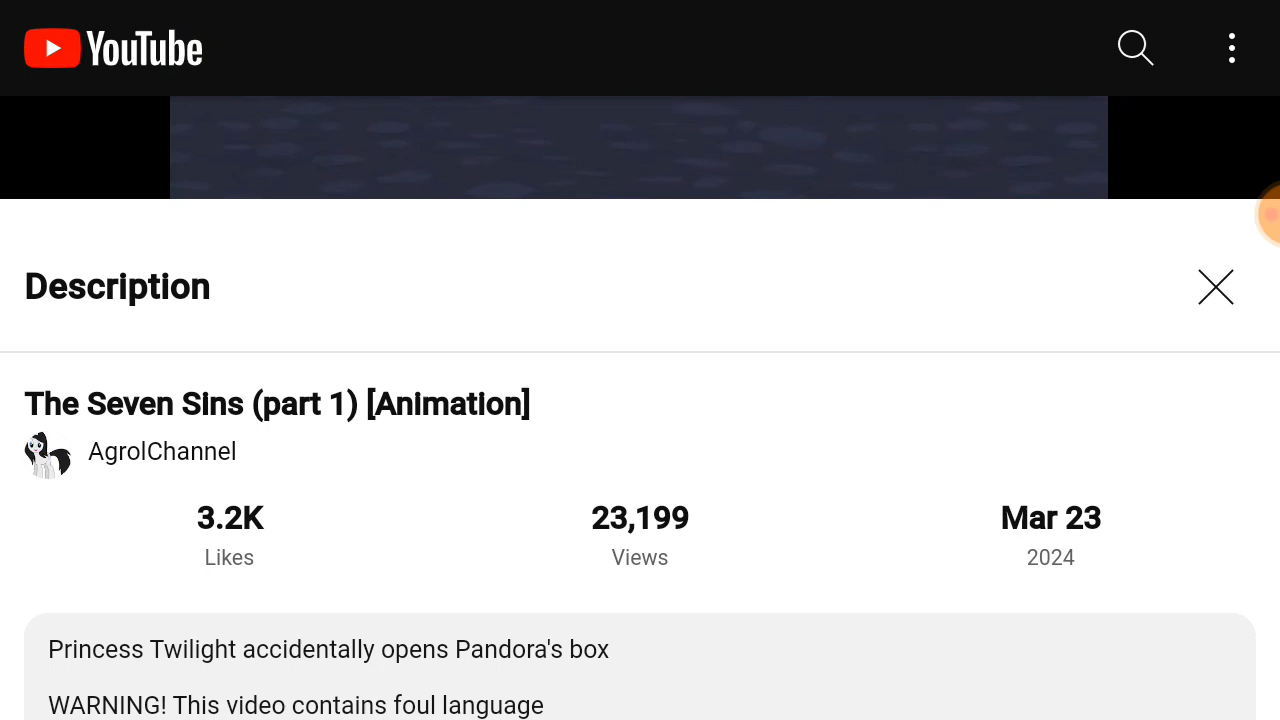 YouTube
Description
The Seven Sins (part 1) [Animation]
AgrolChannel
3.2K 23,199 Mar 23
Likes Views 2024
Princess Twilight accidentally opens Pandora's box
WARNING! This video contains foul language